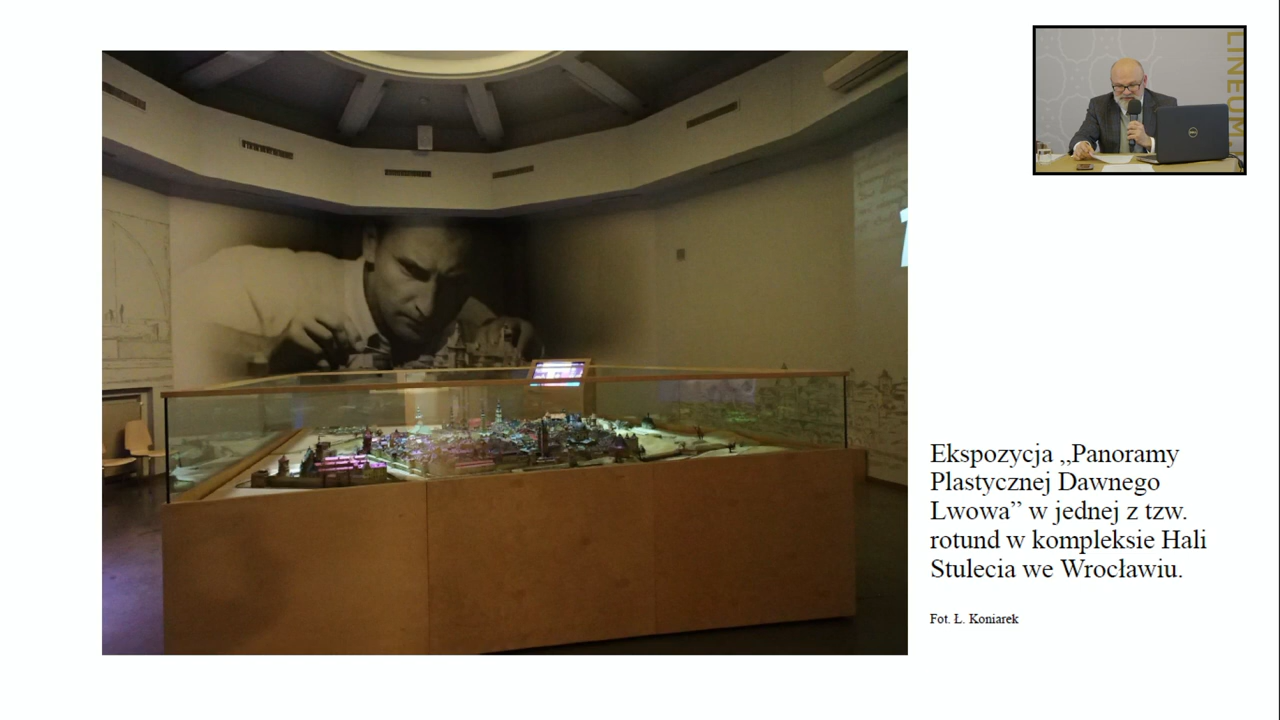 LINEUM
Ekspozycja „Panoramy
Plastycznej Dawnego
Lwowa” w jednej z tzw.
rotund w kompleksie Hali
Stulecia we Wrocławiu.
Fot. Ł. Koniarek